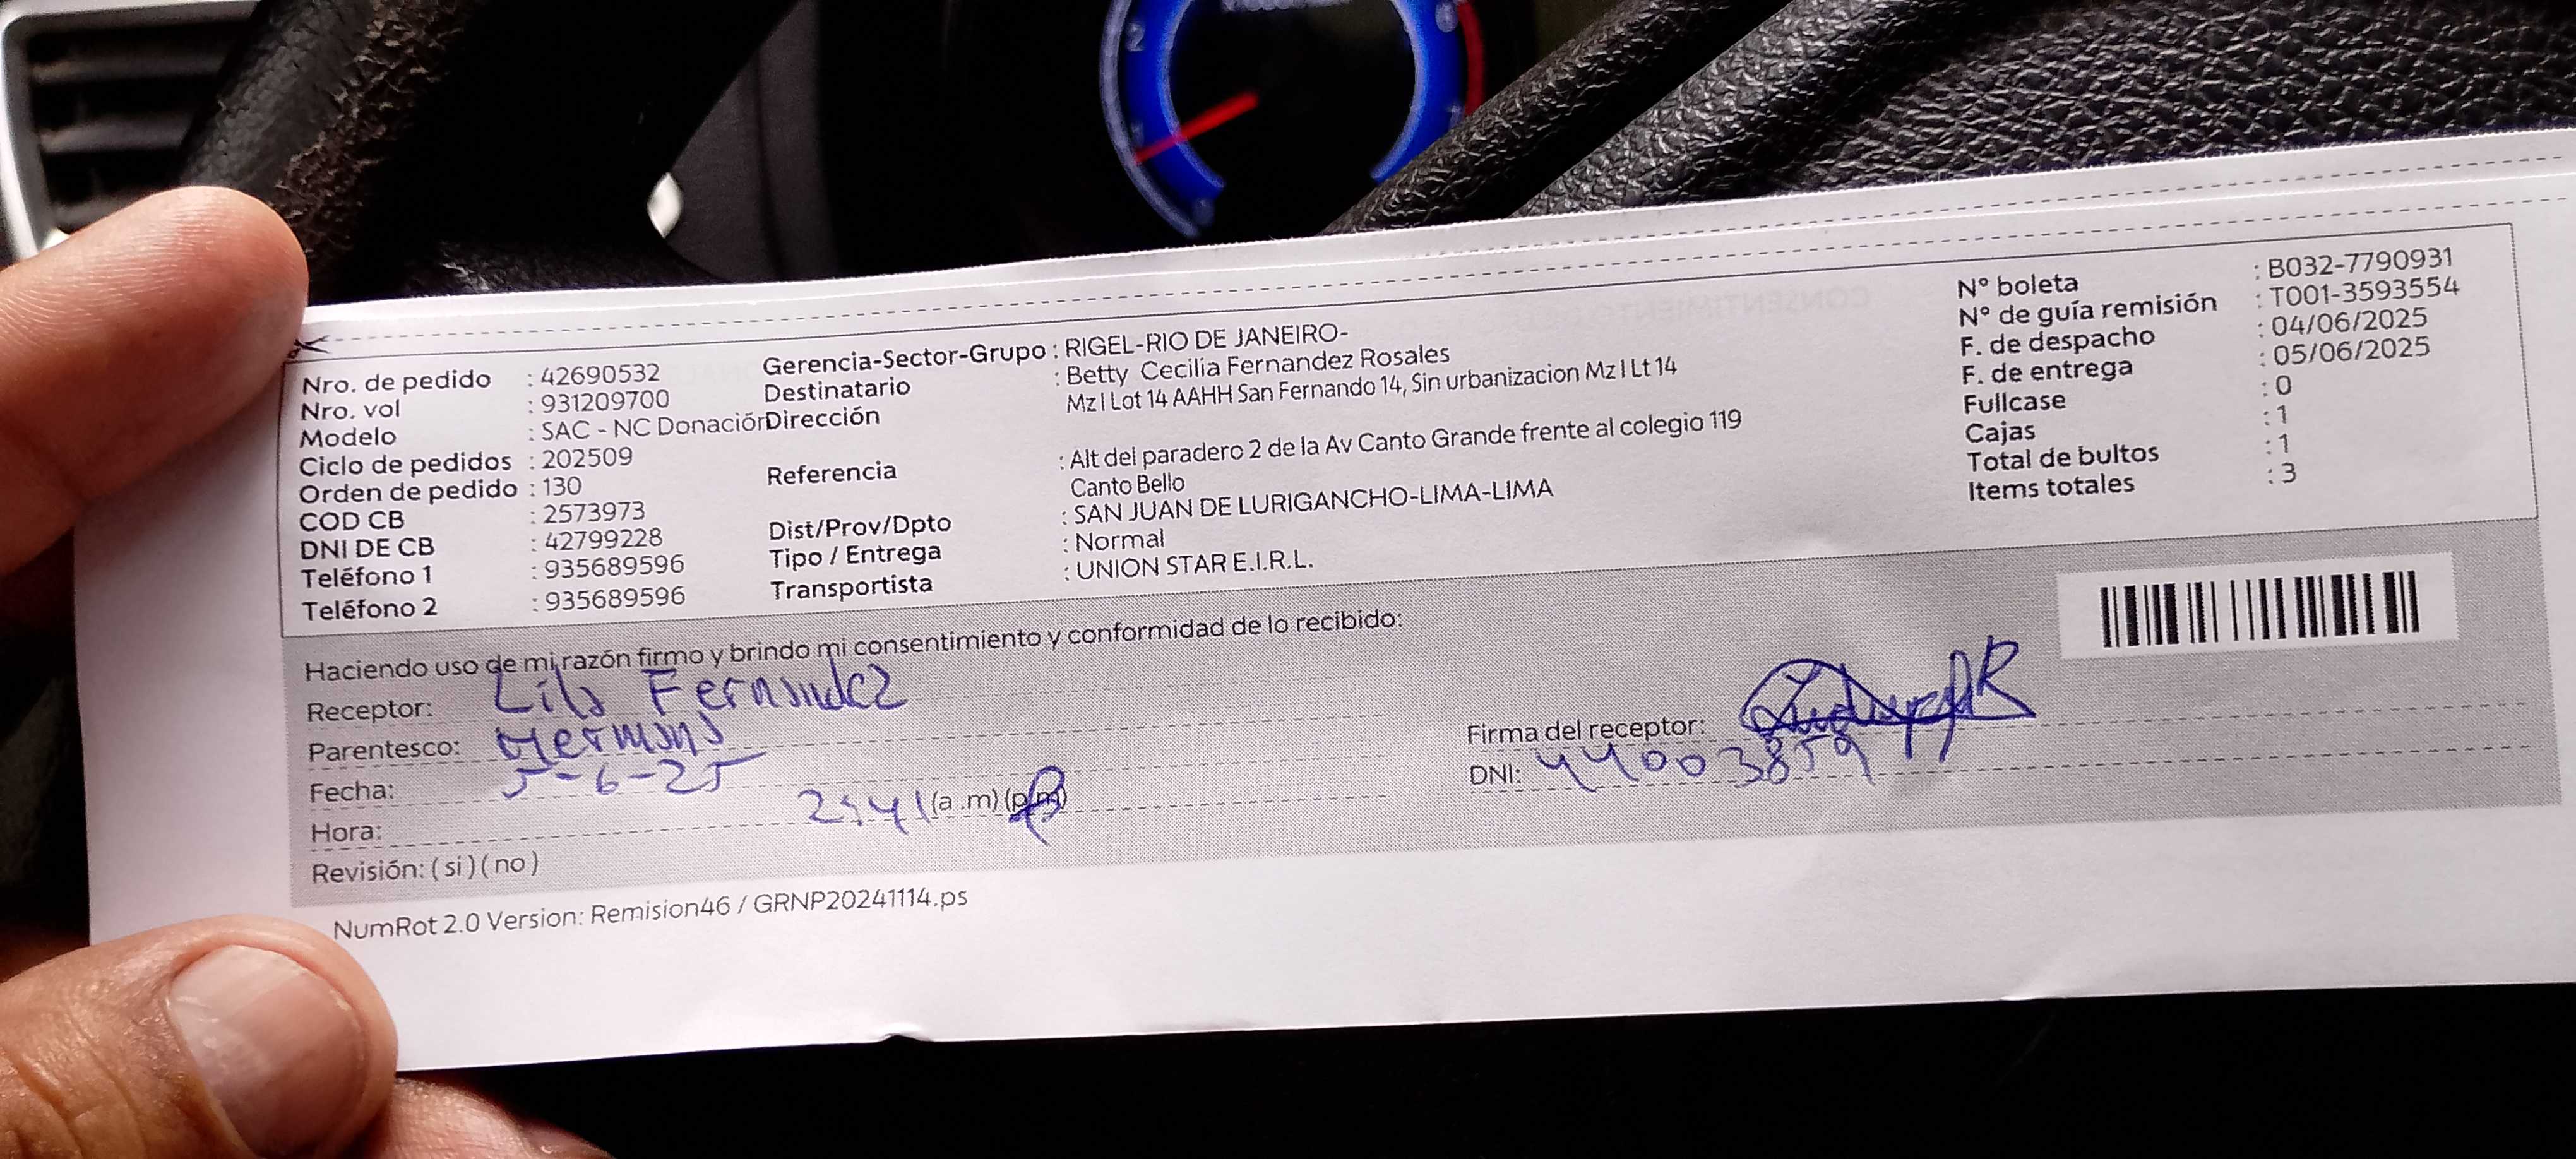 Nro. de pedido : 42690532
Nro. vol : 931209700
Modelo : SAC - NC Donación
Ciclo de pedidos : 202509
Orden de pedido : 130
COD CB : 2573973
DNI DE CB : 42799228
Teléfono 1 : 935689596
Teléfono 2 : 935689596
Gerencia-Sector-Grupo : RIGEL-RIO DE JANEIRO-
Destinatario : Betty Cecilia Fernandez Rosales
Dirección Mz I Lot 14 AAHH San Fernando 14, Sin urbanizacion Mz I Lt 14
Referencia : Alt del paradero 2 de la Av Canto Grande frente al colegio 119
Canto Bello
Dist/Prov/Dpto : SAN JUAN DE LURIGANCHO-LIMA-LIMA
Tipo / Entrega : Normal
Transportista : UNION STAR E.I.R.L.
N° boleta : B032-7790931
N° de guía remisión : T001-3593554
F. de despacho : 04/06/2025
F. de entrega : 05/06/2025
Fullcase : 0
Cajas : 1
Total de bultos : 1
Items totales : 3
Haciendo uso de mi razón firmo y brindo mi consentimiento y conformidad de lo recibido:
Receptor: Lila Fernandez
Parentesco: Hermana
Fecha: 5-6-25
Hora: 2:41 (a .m) (p.m)
Revisión: ( si ) ( no )
Firma del receptor:
DNI: 44003859
NumRot 2.0 Version: Remision46 / GRNP20241114.ps